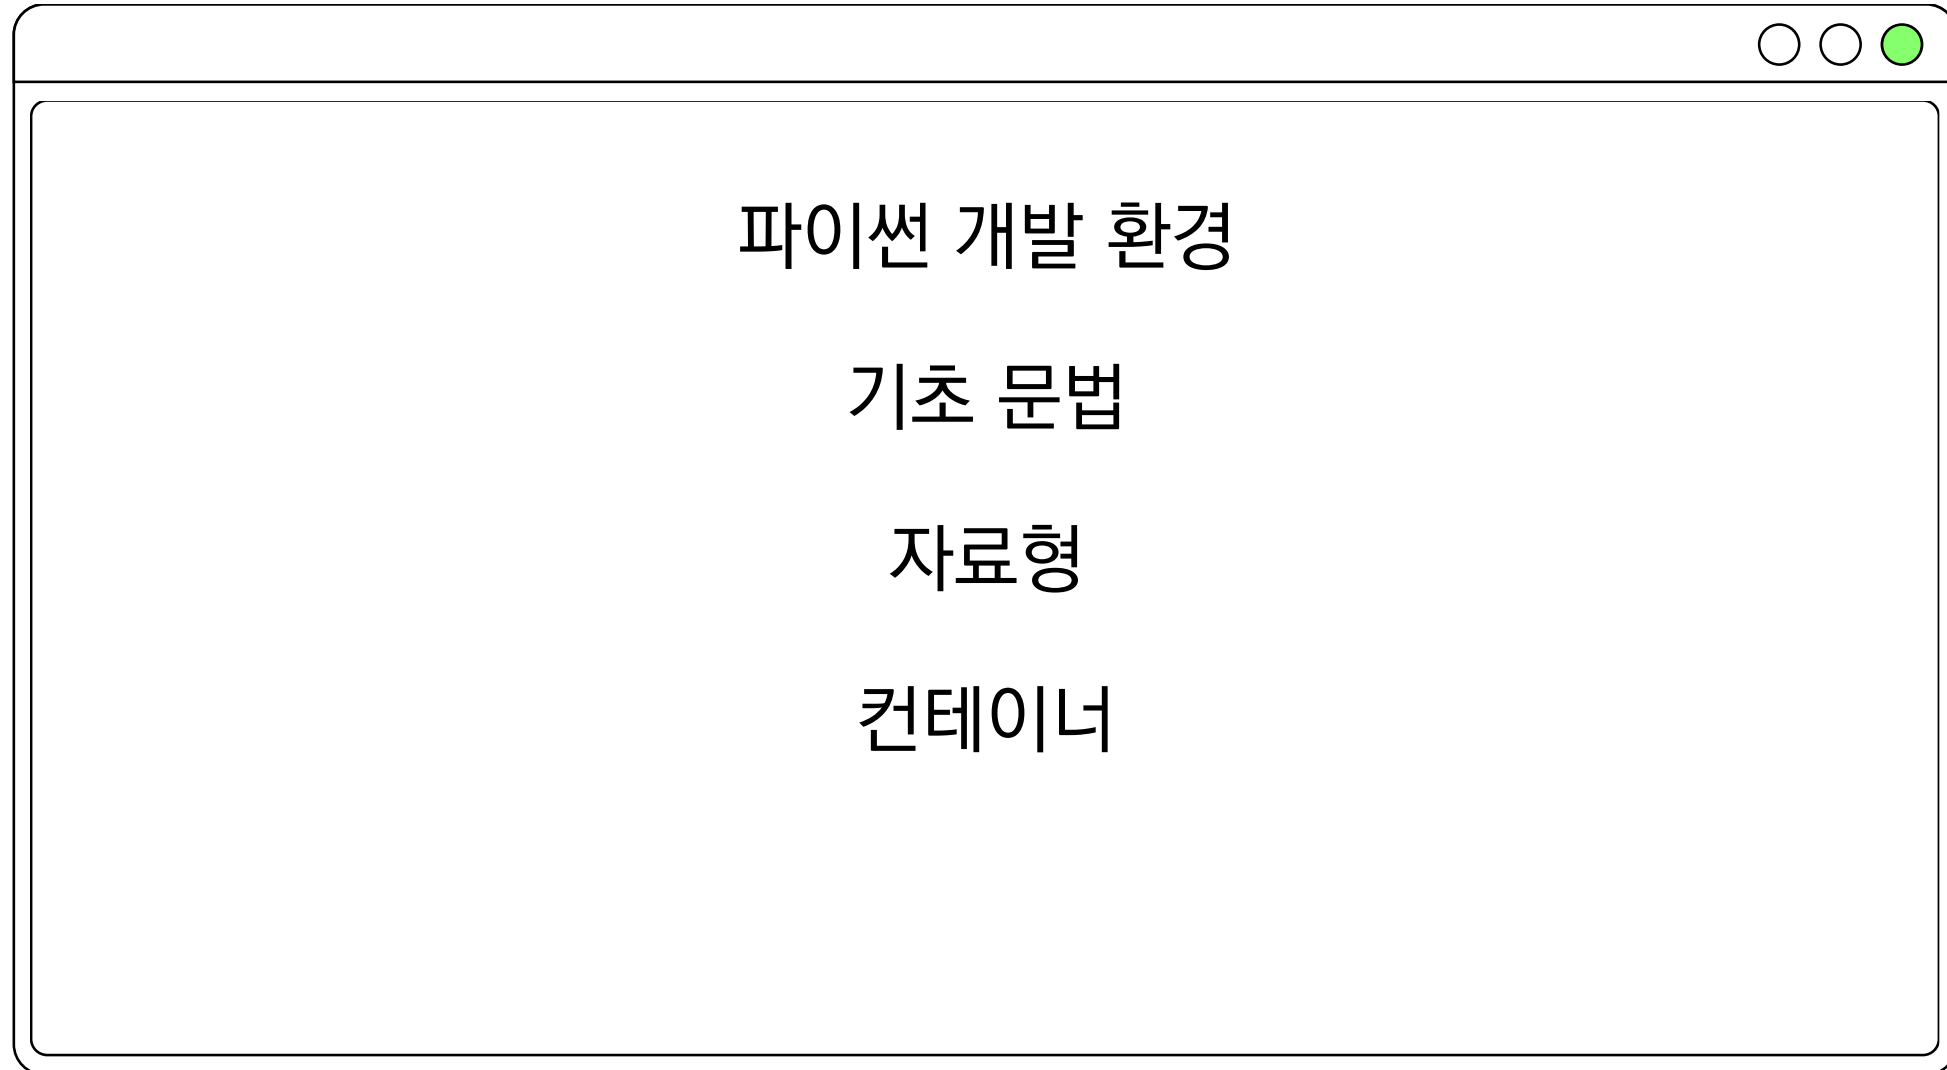 파이썬 개발 환경
기초 문법
자료형
컨테이너